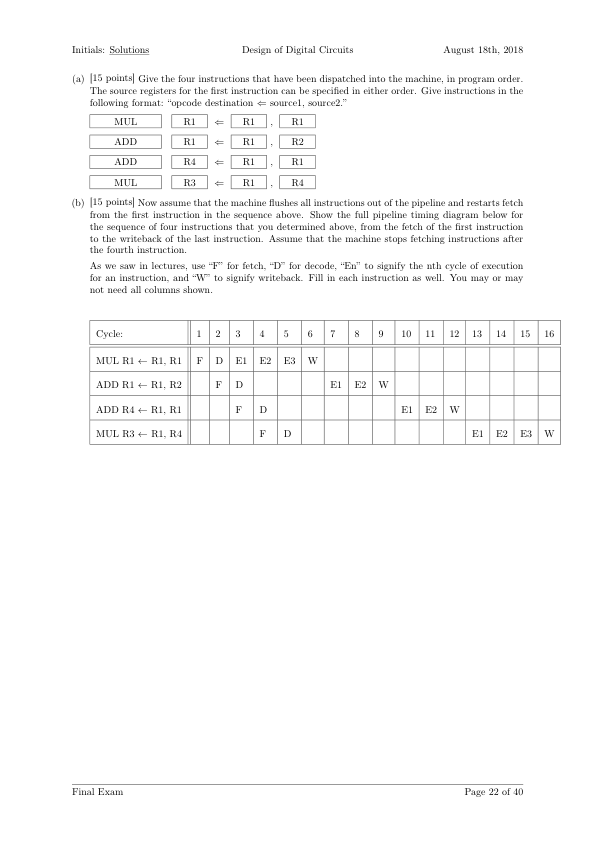 Initials: Solutions Design of Digital Circuits August 18th, 2018
(a) [15 points] Give the four instructions that have been dispatched into the machine, in program order.
The source registers for the first instruction can be specified in either order. Give instructions in the
following format: “opcode destination ⇐ source1, source2.”
MUL R1 ⇐ R1 , R1
ADD R1 ⇐ R1 , R2
ADD R4 ⇐ R1 , R1
MUL R3 ⇐ R1 , R4
(b) [15 points] Now assume that the machine flushes all instructions out of the pipeline and restarts fetch
from the first instruction in the sequence above. Show the full pipeline timing diagram below for
the sequence of four instructions that you determined above, from the fetch of the first instruction
to the writeback of the last instruction. Assume that the machine stops fetching instructions after
the fourth instruction.
As we saw in lectures, use “F” for fetch, “D” for decode, “En” to signify the nth cycle of execution
for an instruction, and “W” to signify writeback. Fill in each instruction as well. You may or may
not need all columns shown.
Cycle: 1 2 3 4 5 6 7 8 9 10 11 12 13 14 15 16
MUL R1 ← R1, R1 F D E1 E2 E3 W
ADD R1 ← R1, R2 F D E1 E2 W
ADD R4 ← R1, R1 F D E1 E2 W
MUL R3 ← R1, R4 F D E1 E2 E3 W
Final Exam Page 22 of 40